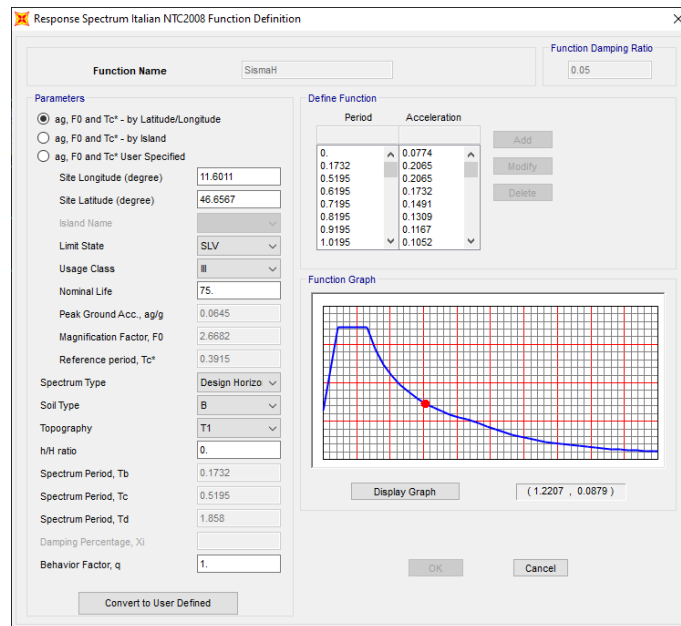 Response Spectrum Italian NTC2008 Function Definition
Function Damping Ratio
Function Name SismaH 0.05
Parameters
ag, F0 and Tc* - by Latitude/Longitude
ag, F0 and Tc* - by Island
ag, F0 and Tc* User Specified
Site Longitude (degree) 11.6011
Site Latitude (degree) 46.6567
Island Name
Limit State SLV
Usage Class III
Nominal Life 75.
Peak Ground Acc., ag/g 0.0645
Magnification Factor, F0 2.6682
Reference period, Tc* 0.3915
Spectrum Type Design Horizo
Soil Type B
Topography T1
h/H ratio 0.
Spectrum Period, Tb 0.1732
Spectrum Period, Tc 0.5195
Spectrum Period, Td 1.858
Damping Percentage, Xi
Behavior Factor, q 1.
Convert to User Defined
Define Function
Period Acceleration
0. 0.0774
0.1732 0.2065
0.5195 0.2065
0.6195 0.1732
0.7195 0.1491
0.8195 0.1309
0.9195 0.1167
1.0195 0.1052
Add
Modify
Delete
Function Graph
Display Graph (1.2207 , 0.0879 )
OK Cancel